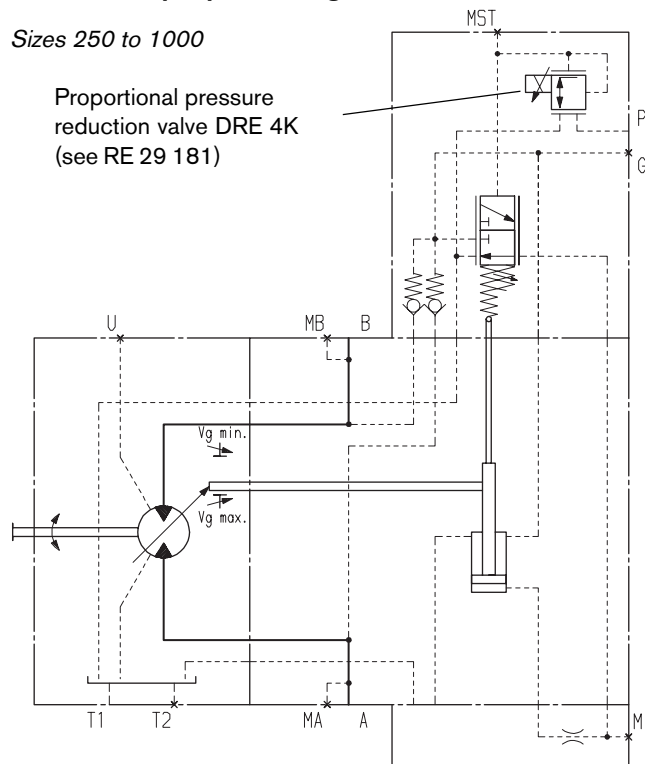 Sizes 250 to 1000
MST
Proportional pressure
reduction valve DRE 4K
(see RE 29 181)
P
G
U
MB
B
Vg min.
Vg max.
T1
T2
MA
A
M